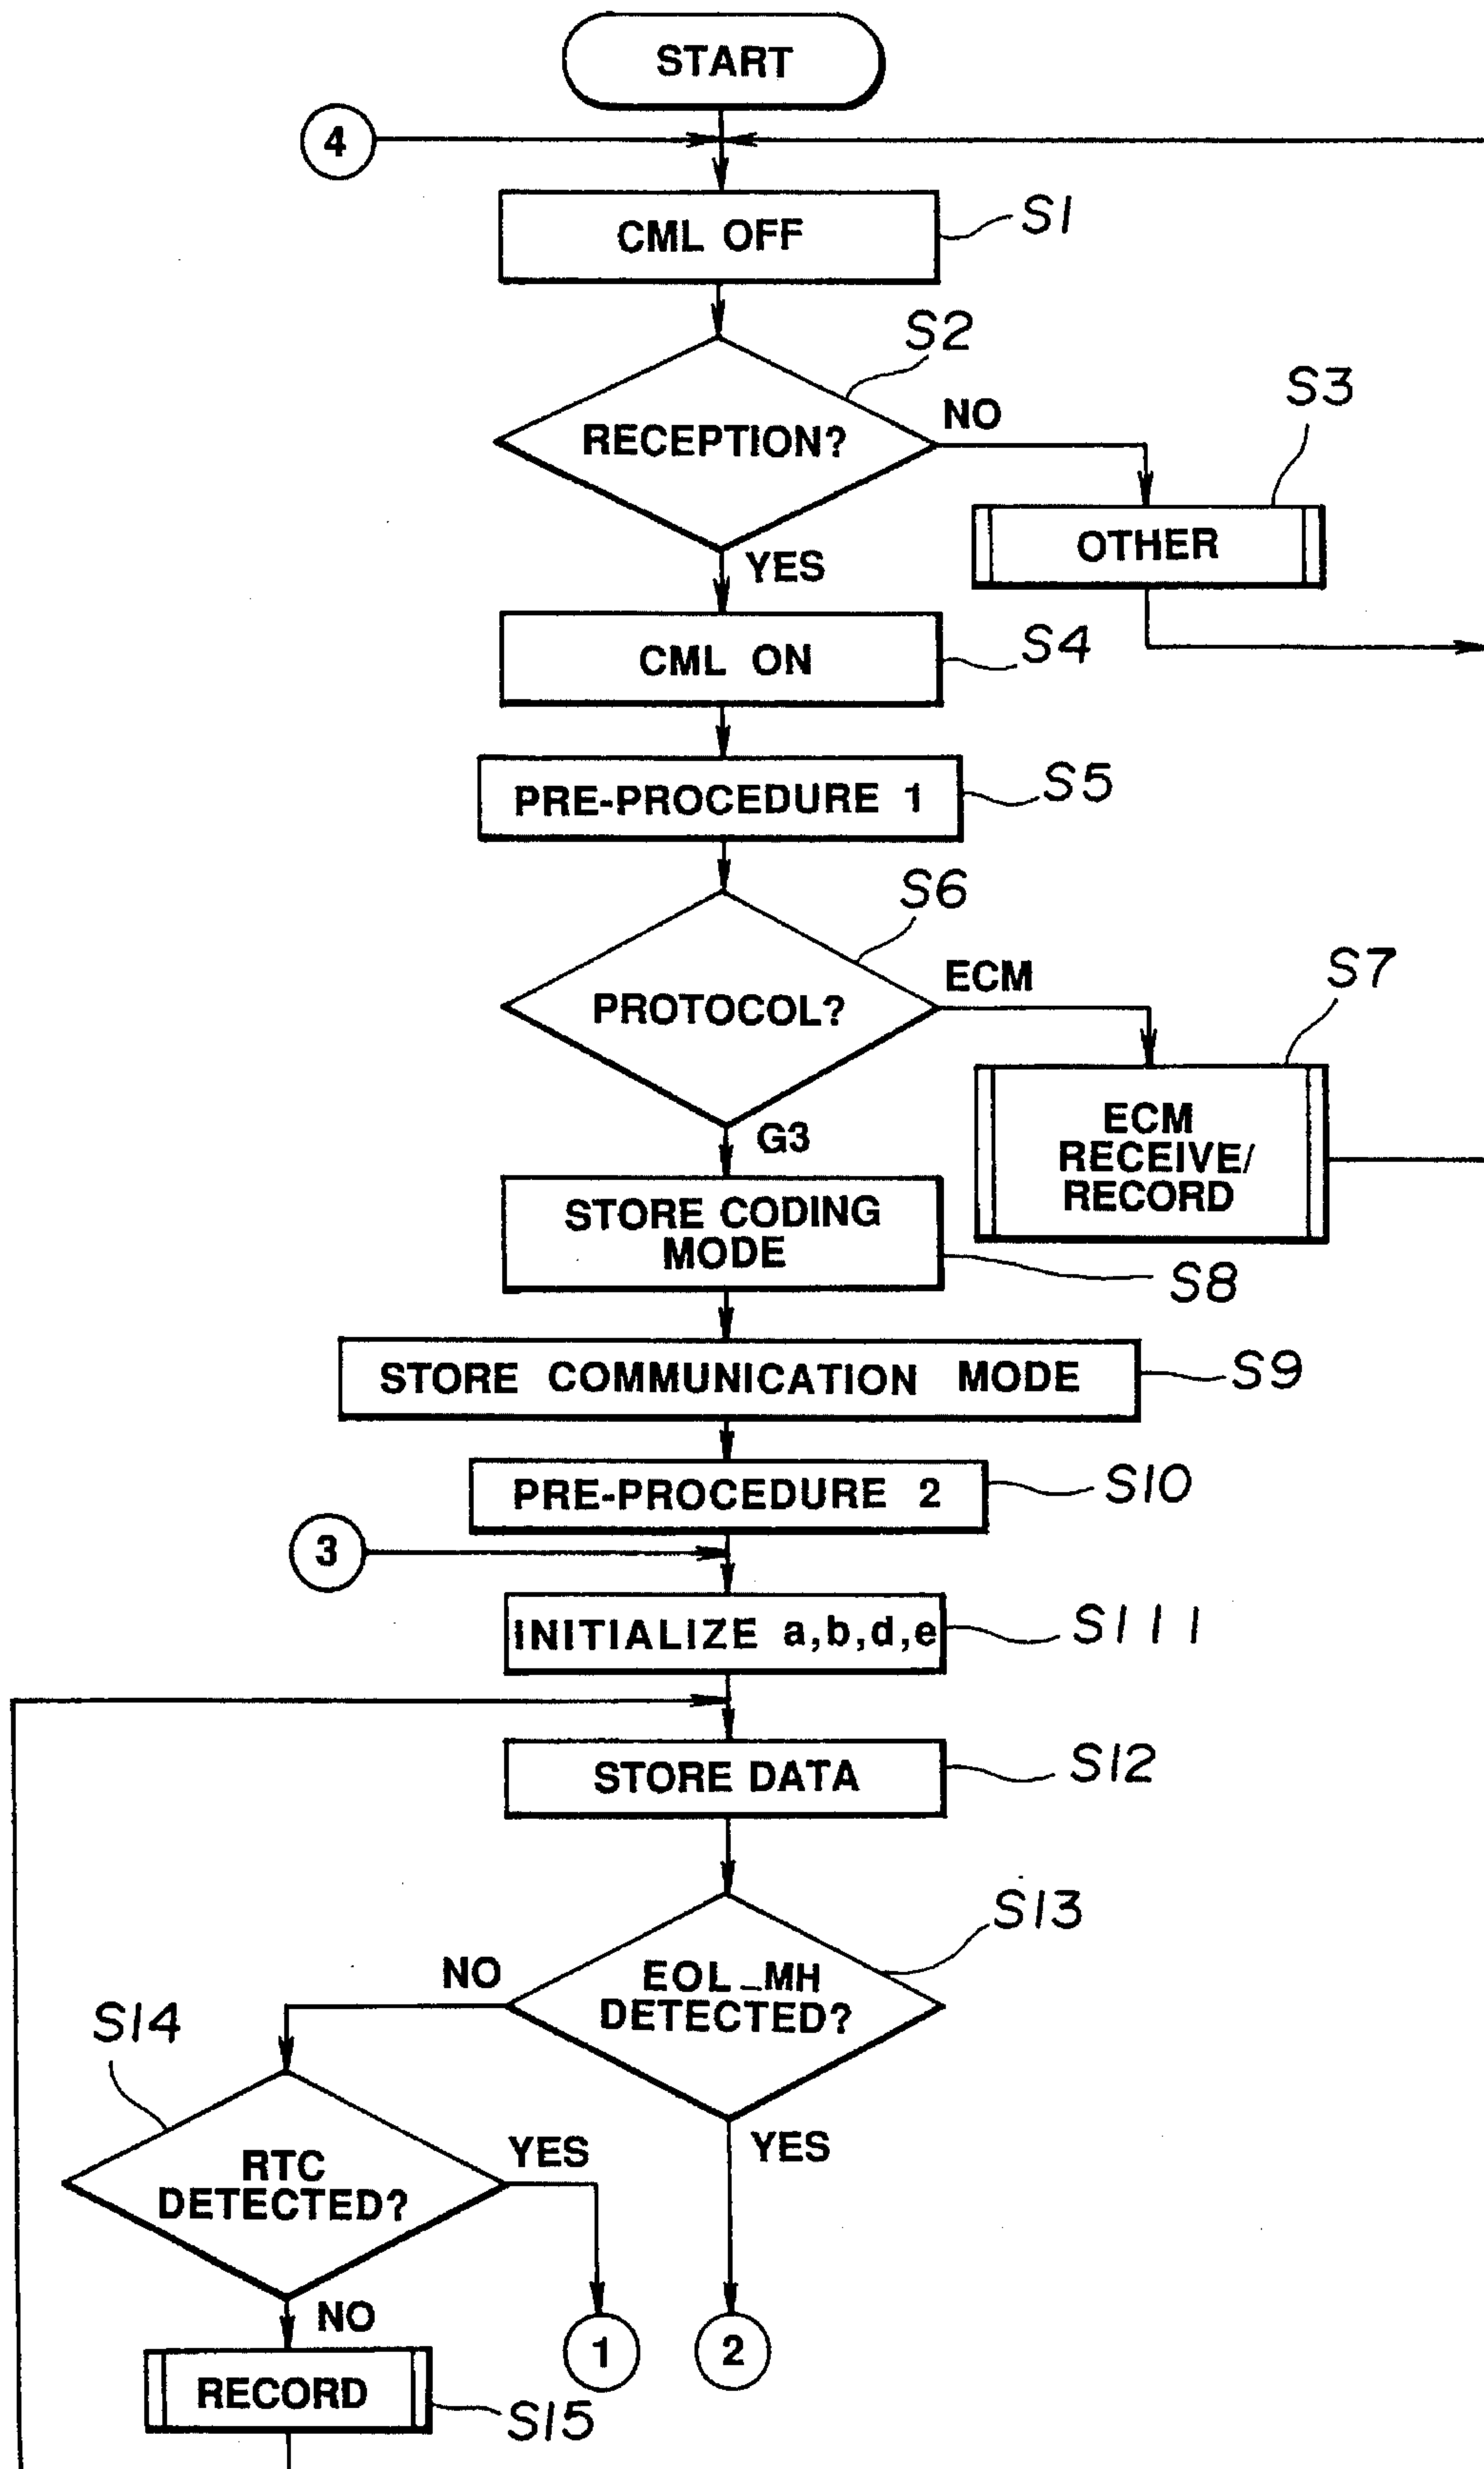 START
4
CML OFF
S1
S2
RECEPTION?
NO
S3
OTHER
YES
CML ON
S4
PRE-PROCEDURE 1
S5
S6
PROTOCOL?
ECM
S7
ECM
RECEIVE/
RECORD
G3
STORE CODING
MODE
S8
STORE COMMUNICATION MODE
S9
PRE-PROCEDURE 2
S10
3
INITIALIZE a,b,d,e
S111
STORE DATA
S12
S13
EOL_MH
DETECTED?
NO
S14
YES
RTC
DETECTED?
YES
NO
1
2
RECORD
S15